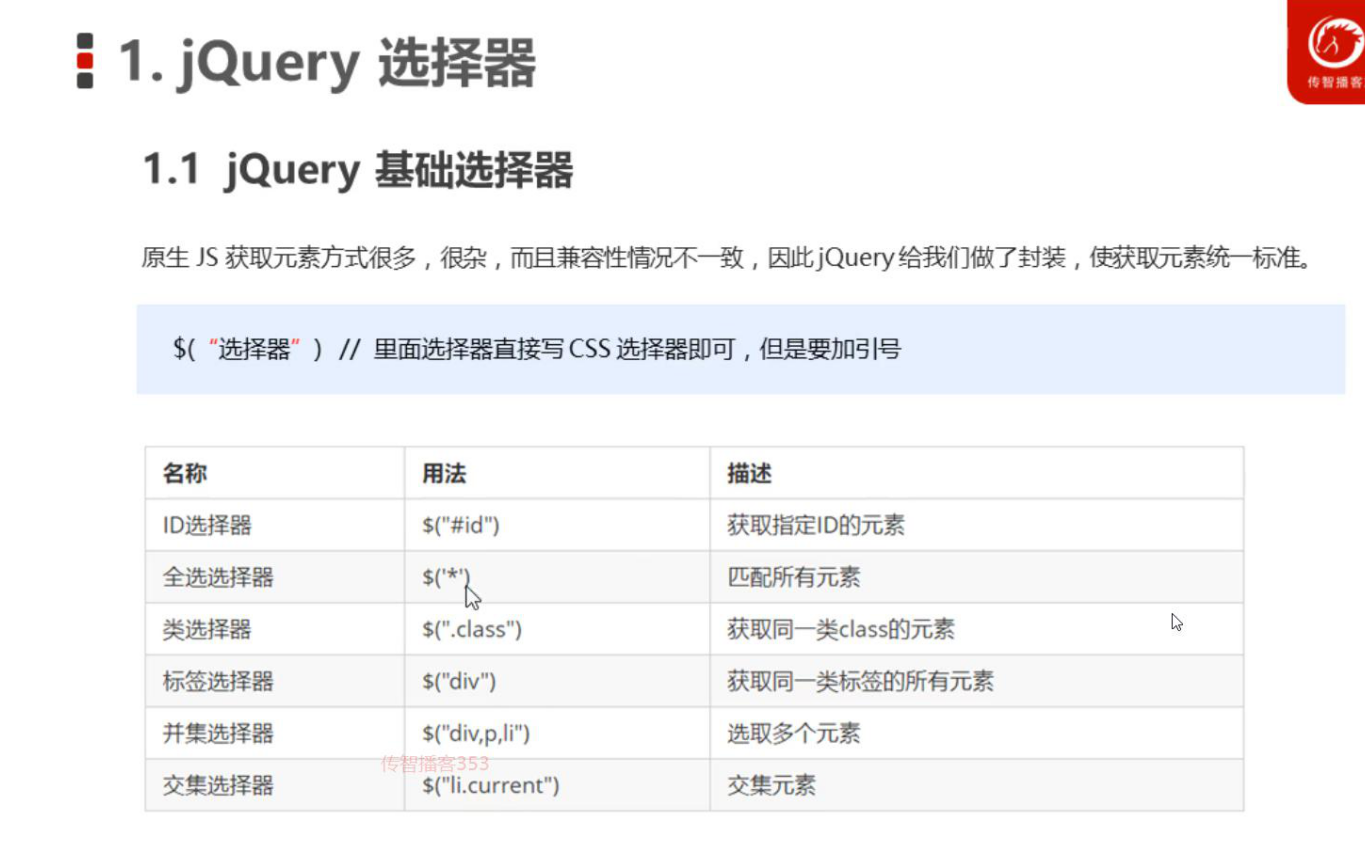 1. jQuery 选择器
传智播客
1.1 jQuery 基础选择器
原生 JS 获取元素方式很多，很杂，而且兼容性情况不一致，因此jQuery给我们做了封装，使获取元素统一标准。
$(“选择器”) // 里面选择器直接写 CSS 选择器即可，但是要加引号
名称 用法 描述
ID选择器 $("#id") 获取指定ID的元素
全选选择器 $('*') 匹配所有元素
类选择器 $(".class") 获取同一类class的元素
标签选择器 $("div") 获取同一类标签的所有元素
并集选择器 $("div,p,li") 选取多个元素
传智播客353
交集选择器 $("li.current") 交集元素